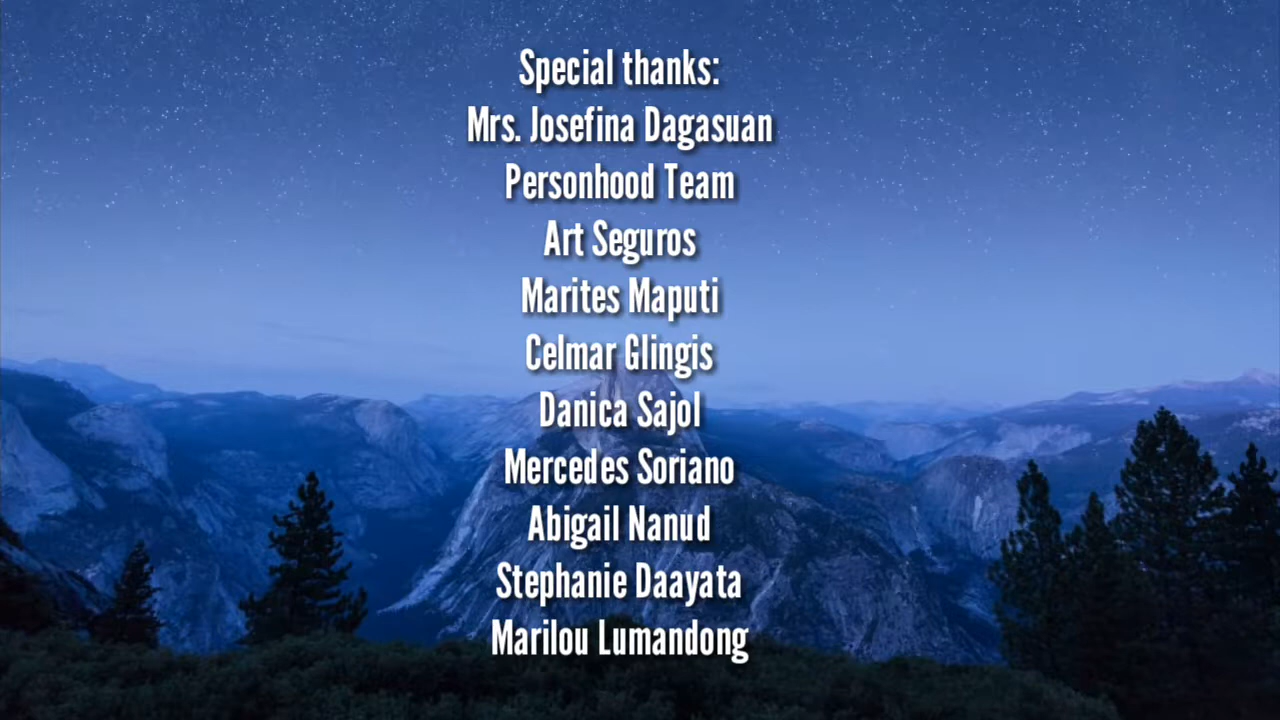 Special thanks:
Mrs. Josefina Dagasuan
Personhood Team
Art Seguros
Marites Maputi
Celmar Glingis
Danica Sajol
Mercedes Soriano
Abigail Nanud
Stephanie Daayata
Marilou Lumandong